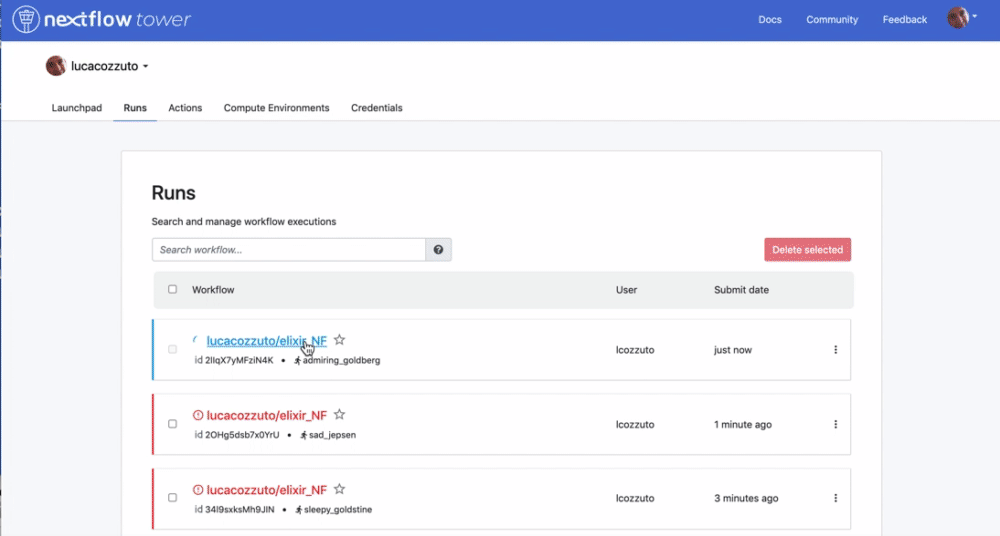 nextflow tower Docs Community Feedback
lucacozzuto
Launchpad Runs Actions Compute Environments Credentials
Runs
Search and manage workflow executions
Search workflow... Delete selected
Workflow User Submit date
lucacozzuto/elixir_NF
id 2lIqX7yMFziN4K • admiring_goldberg lcozzuto just now
lucacozzuto/elixir_NF
id 2OHg5dsb7x0YrU • sad_jepsen lcozzuto 1 minute ago
lucacozzuto/elixir_NF
id 34I9sxksMh9JlN • sleepy_goldstine lcozzuto 3 minutes ago